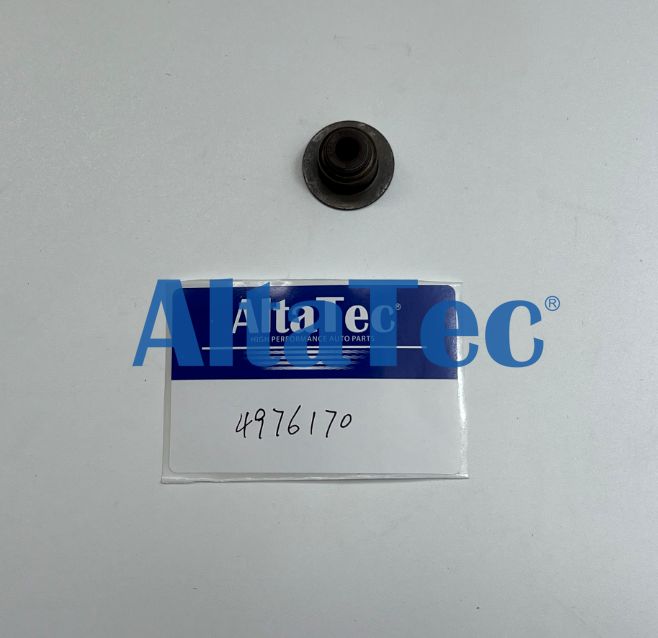 AltaTec®
HIGH PERFORMANCE AUTO PARTS
AltaTec®
4976170